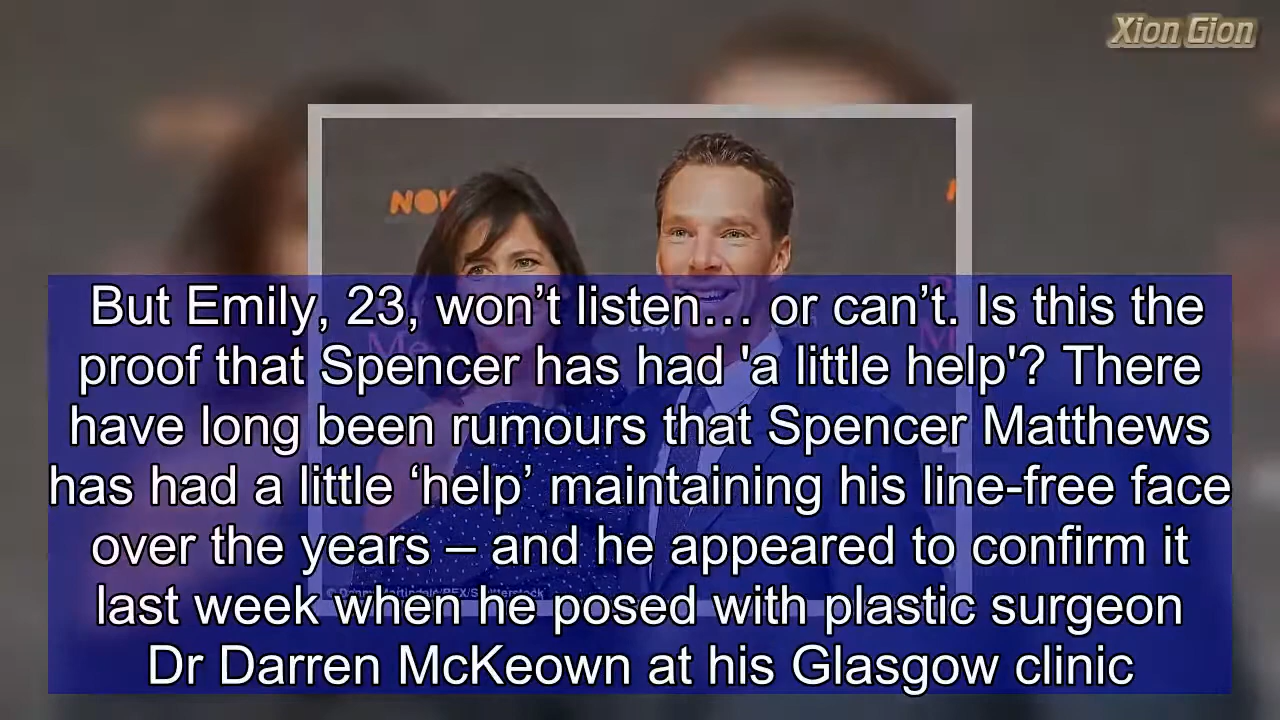 Xion Gion
NOW
But Emily, 23, won’t listen… or can’t. Is this the
proof that Spencer has had 'a little help'? There
have long been rumours that Spencer Matthews
has had a little ‘help’ maintaining his line-free face
over the years – and he appeared to confirm it
last week when he posed with plastic surgeon
Dr Darren McKeown at his Glasgow clinic